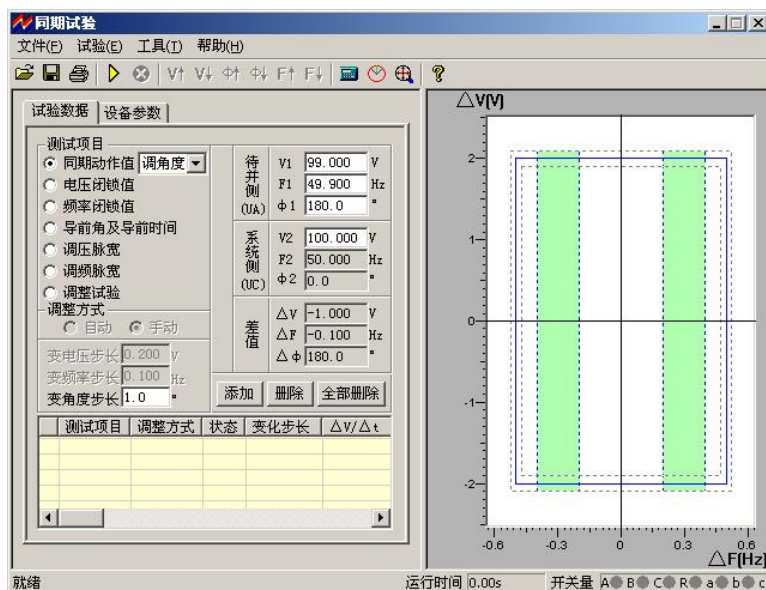 同期试验
文件(F) 试验(E) 工具(T) 帮助(H)
V↑ V↓ Φ↑ Φ↓ F↑ F↓
试验数据 设备参数
测试项目
同期动作值 调角度
电压闭锁值
频率闭锁值
导前角及导前时间
调压脉宽
调频脉宽
调整试验
调整方式
自动 手动
变电压步长 0.200 V
变频率步长 0.100 Hz
变角度步长 1.0 °
待并侧(UA)
V1 99.000 V
F1 49.900 Hz
Φ1 180.0 °
系统侧(UC)
V2 100.000 V
F2 50.000 Hz
Φ2 0.0 °
差值
△V -1.000 V
△F -0.100 Hz
△Φ 180.0 °
添加 删除 全部删除
测试项目 调整方式 状态 变化步长 △V/△t
△V(V)
2
1
0
-1
-2
-0.6 -0.3 0 0.3 0.6
△F(Hz)
就绪 运行时间 0.00s 开关量 A B C R a b c